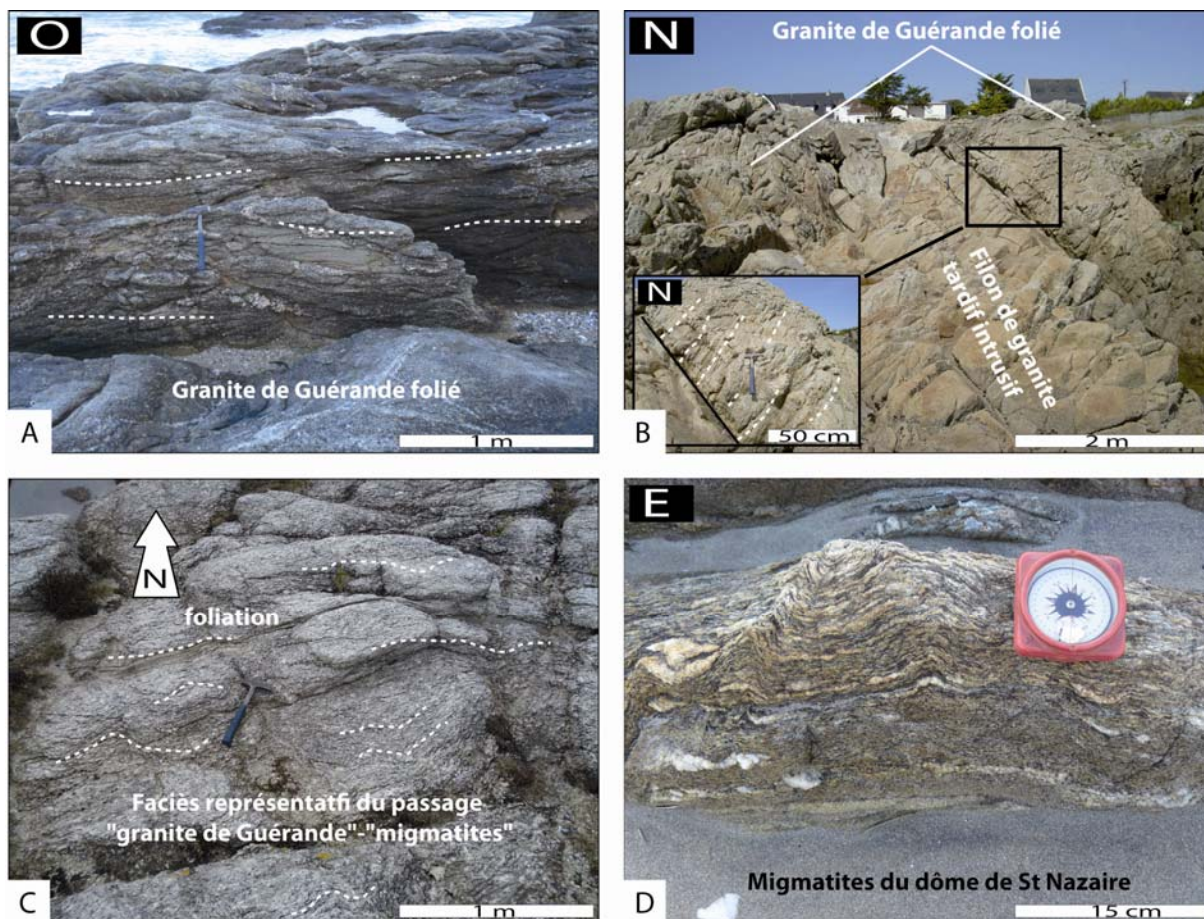 O
Granite de Guérande folié
A
1 m
N
Granite de Guérande folié
Filon de granite
tardif intrusif
N
50 cm
B
2 m
N
foliation
Faciès représentatfi du passage
"granite de Guérande"-"migmatites"
C
1 m
E
Migmatites du dôme de St Nazaire
D
15 cm